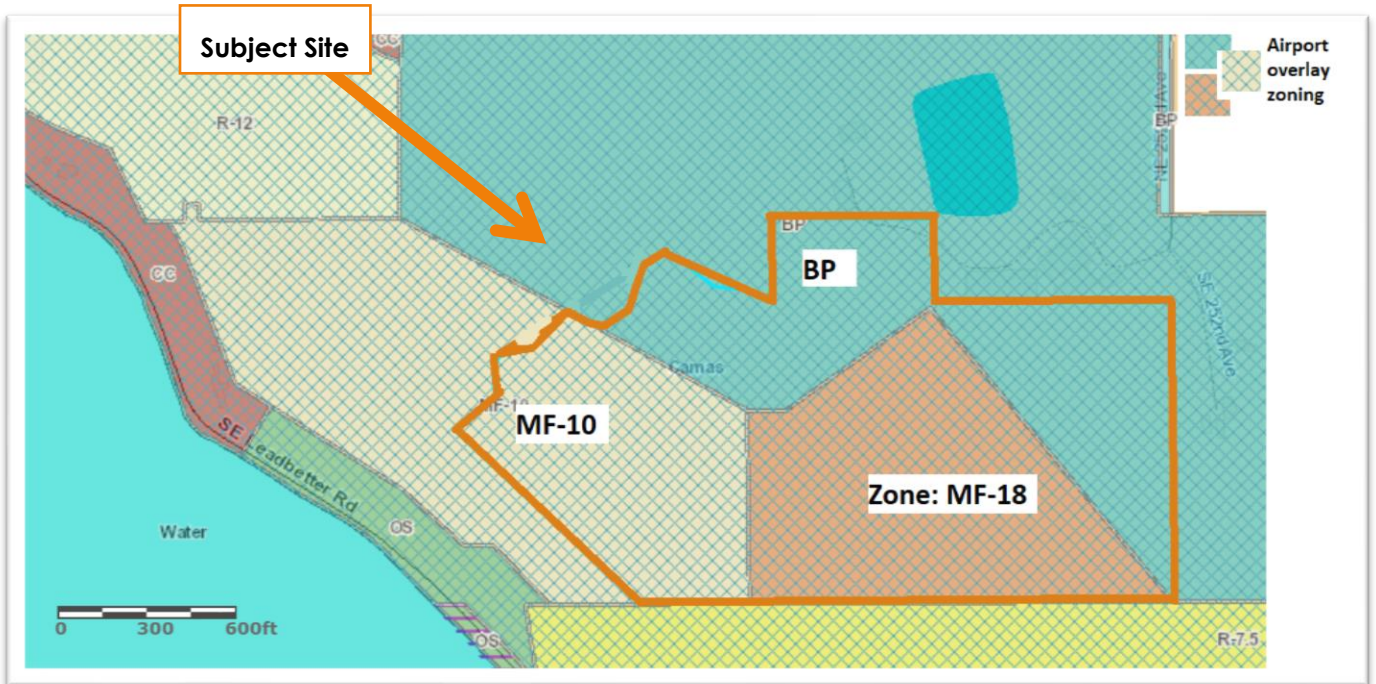 Subject Site
CC
Airport
overlay
zoning
R-12
BP
BP
BP
CC
SE 252nd Ave
Camas
MF-10
SE Leadbetter Rd
Zone: MF-18
OS
Water
0 300 600ft
OS
R-7.5